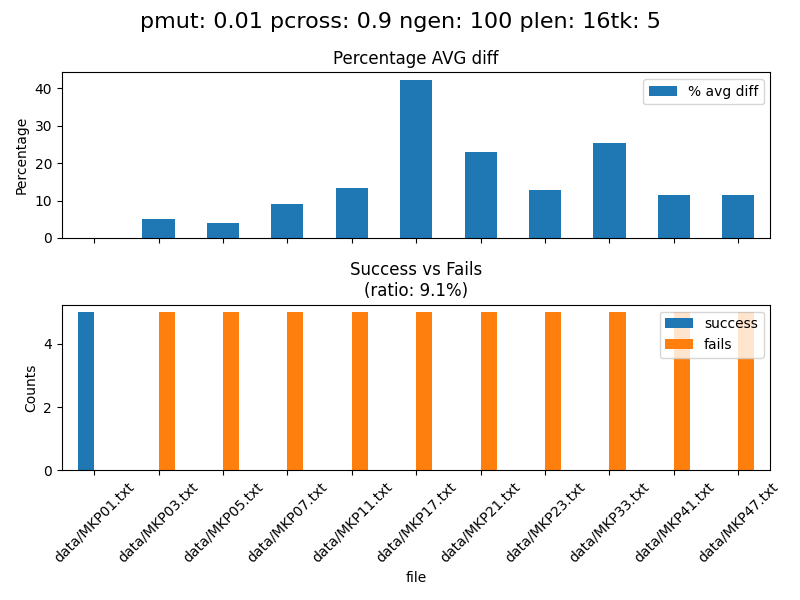 pmut: 0.01 pcross: 0.9 ngen: 100 plen: 16tk: 5
Percentage AVG diff
Percentage
40
30
20
10
0
% avg diff
Success vs Fails
(ratio: 9.1%)
Counts
4
2
0
success
fails
data/MKP01.txt
data/MKP03.txt
data/MKP05.txt
data/MKP07.txt
data/MKP11.txt
data/MKP17.txt
data/MKP21.txt
data/MKP23.txt
data/MKP33.txt
data/MKP41.txt
data/MKP47.txt
file